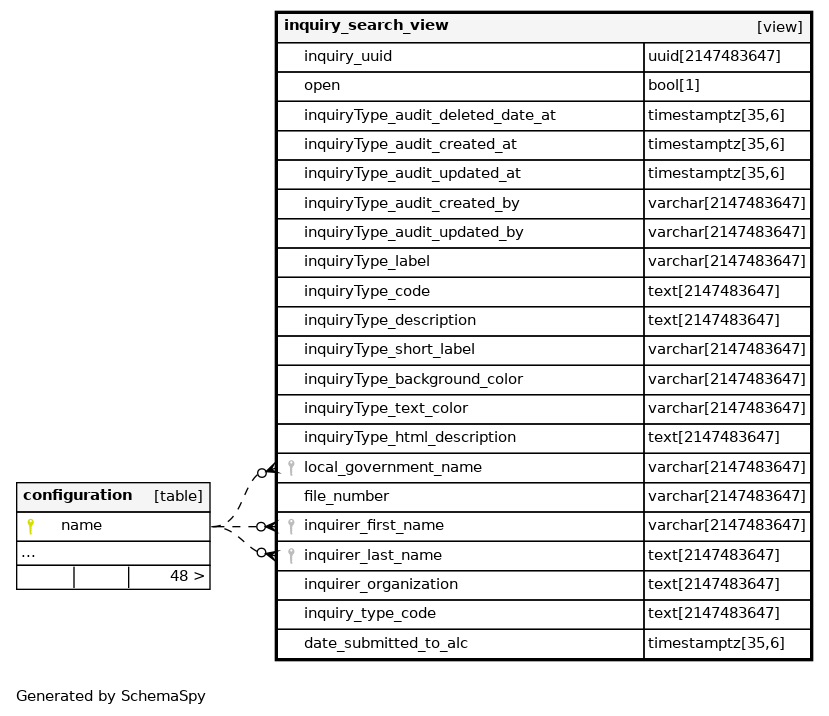 inquiry_search_view [view]
inquiry_uuid uuid[2147483647]
open bool[1]
inquiryType_audit_deleted_date_at timestamptz[35,6]
inquiryType_audit_created_at timestamptz[35,6]
inquiryType_audit_updated_at timestamptz[35,6]
inquiryType_audit_created_by varchar[2147483647]
inquiryType_audit_updated_by varchar[2147483647]
inquiryType_label varchar[2147483647]
inquiryType_code text[2147483647]
inquiryType_description text[2147483647]
inquiryType_short_label varchar[2147483647]
inquiryType_background_color varchar[2147483647]
inquiryType_text_color varchar[2147483647]
inquiryType_html_description text[2147483647]
local_government_name varchar[2147483647]
file_number varchar[2147483647]
inquirer_first_name varchar[2147483647]
inquirer_last_name text[2147483647]
inquirer_organization text[2147483647]
inquiry_type_code text[2147483647]
date_submitted_to_alc timestamptz[35,6]
configuration [table]
name
...
48 >
Generated by SchemaSpy